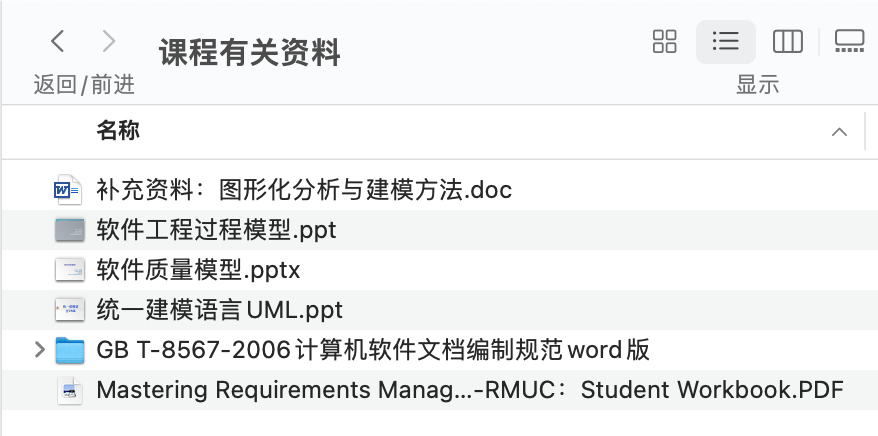 课程有关资料
返回/前进
显示
名称
补充资料：图形化分析与建模方法.doc
软件工程过程模型.ppt
软件质量模型.pptx
统一建模语言UML.ppt
GB T-8567-2006计算机软件文档编制规范word版
Mastering Requirements Manag...-RMUC：Student Workbook.PDF